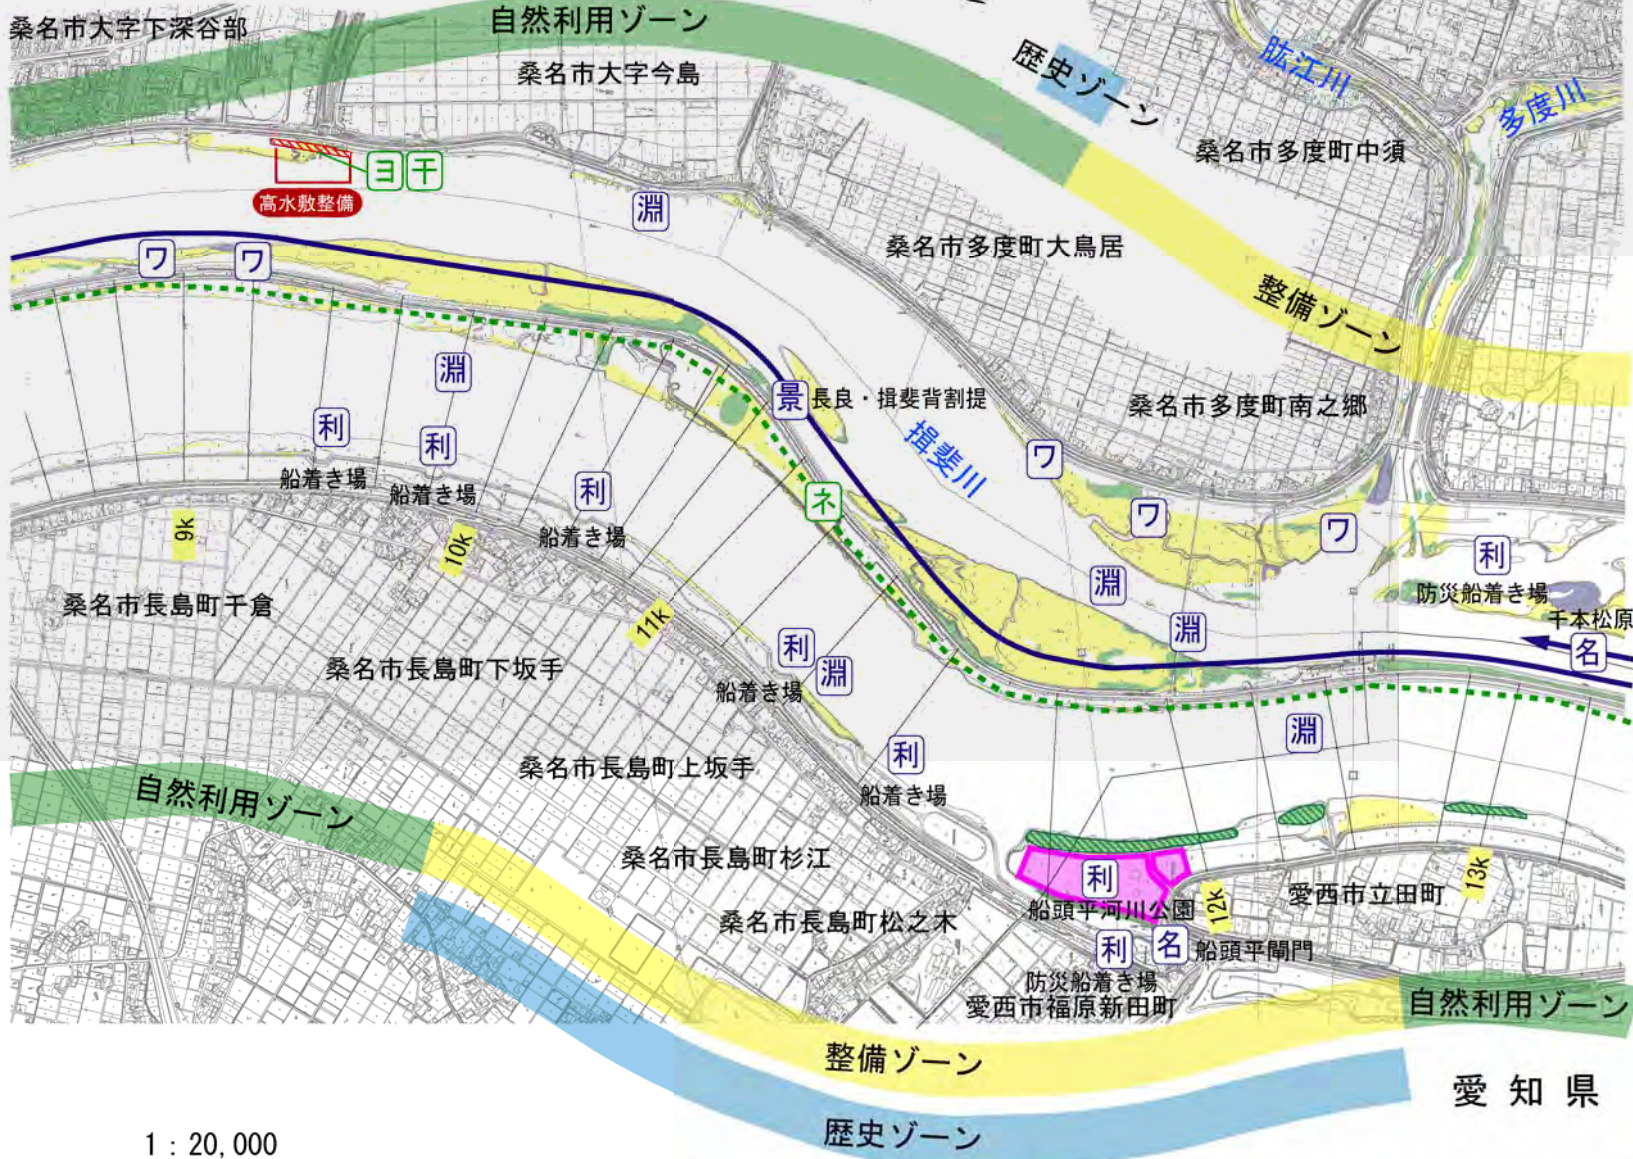 自然利用ゾーン
桑名市大字下深谷部
桑名市大字今島
歴史ゾーン
肱江川
多度川
桑名市多度町中須
ヨ
干
高水敷整備
淵
桑名市多度町大鳥居
ワ
ワ
整備ゾーン
淵
景
長良・揖斐背割提
桑名市多度町南之郷
揖斐川
利
船着き場
利
船着き場
利
船着き場
ネ
ワ
ワ
ワ
利
防災船着き場
千本松原
名
9k
10k
11k
淵
淵
桑名市長島町千倉
桑名市長島町下坂手
利
淵
船着き場
淵
桑名市長島町上坂手
利
船着き場
自然利用ゾーン
桑名市長島町杉江
利
船頭平河川公園
12k
13k
愛西市立田町
桑名市長島町松之木
利
名
船頭平閘門
防災船着き場
愛西市福原新田町
自然利用ゾーン
整備ゾーン
愛知県
歴史ゾーン
1:20,000